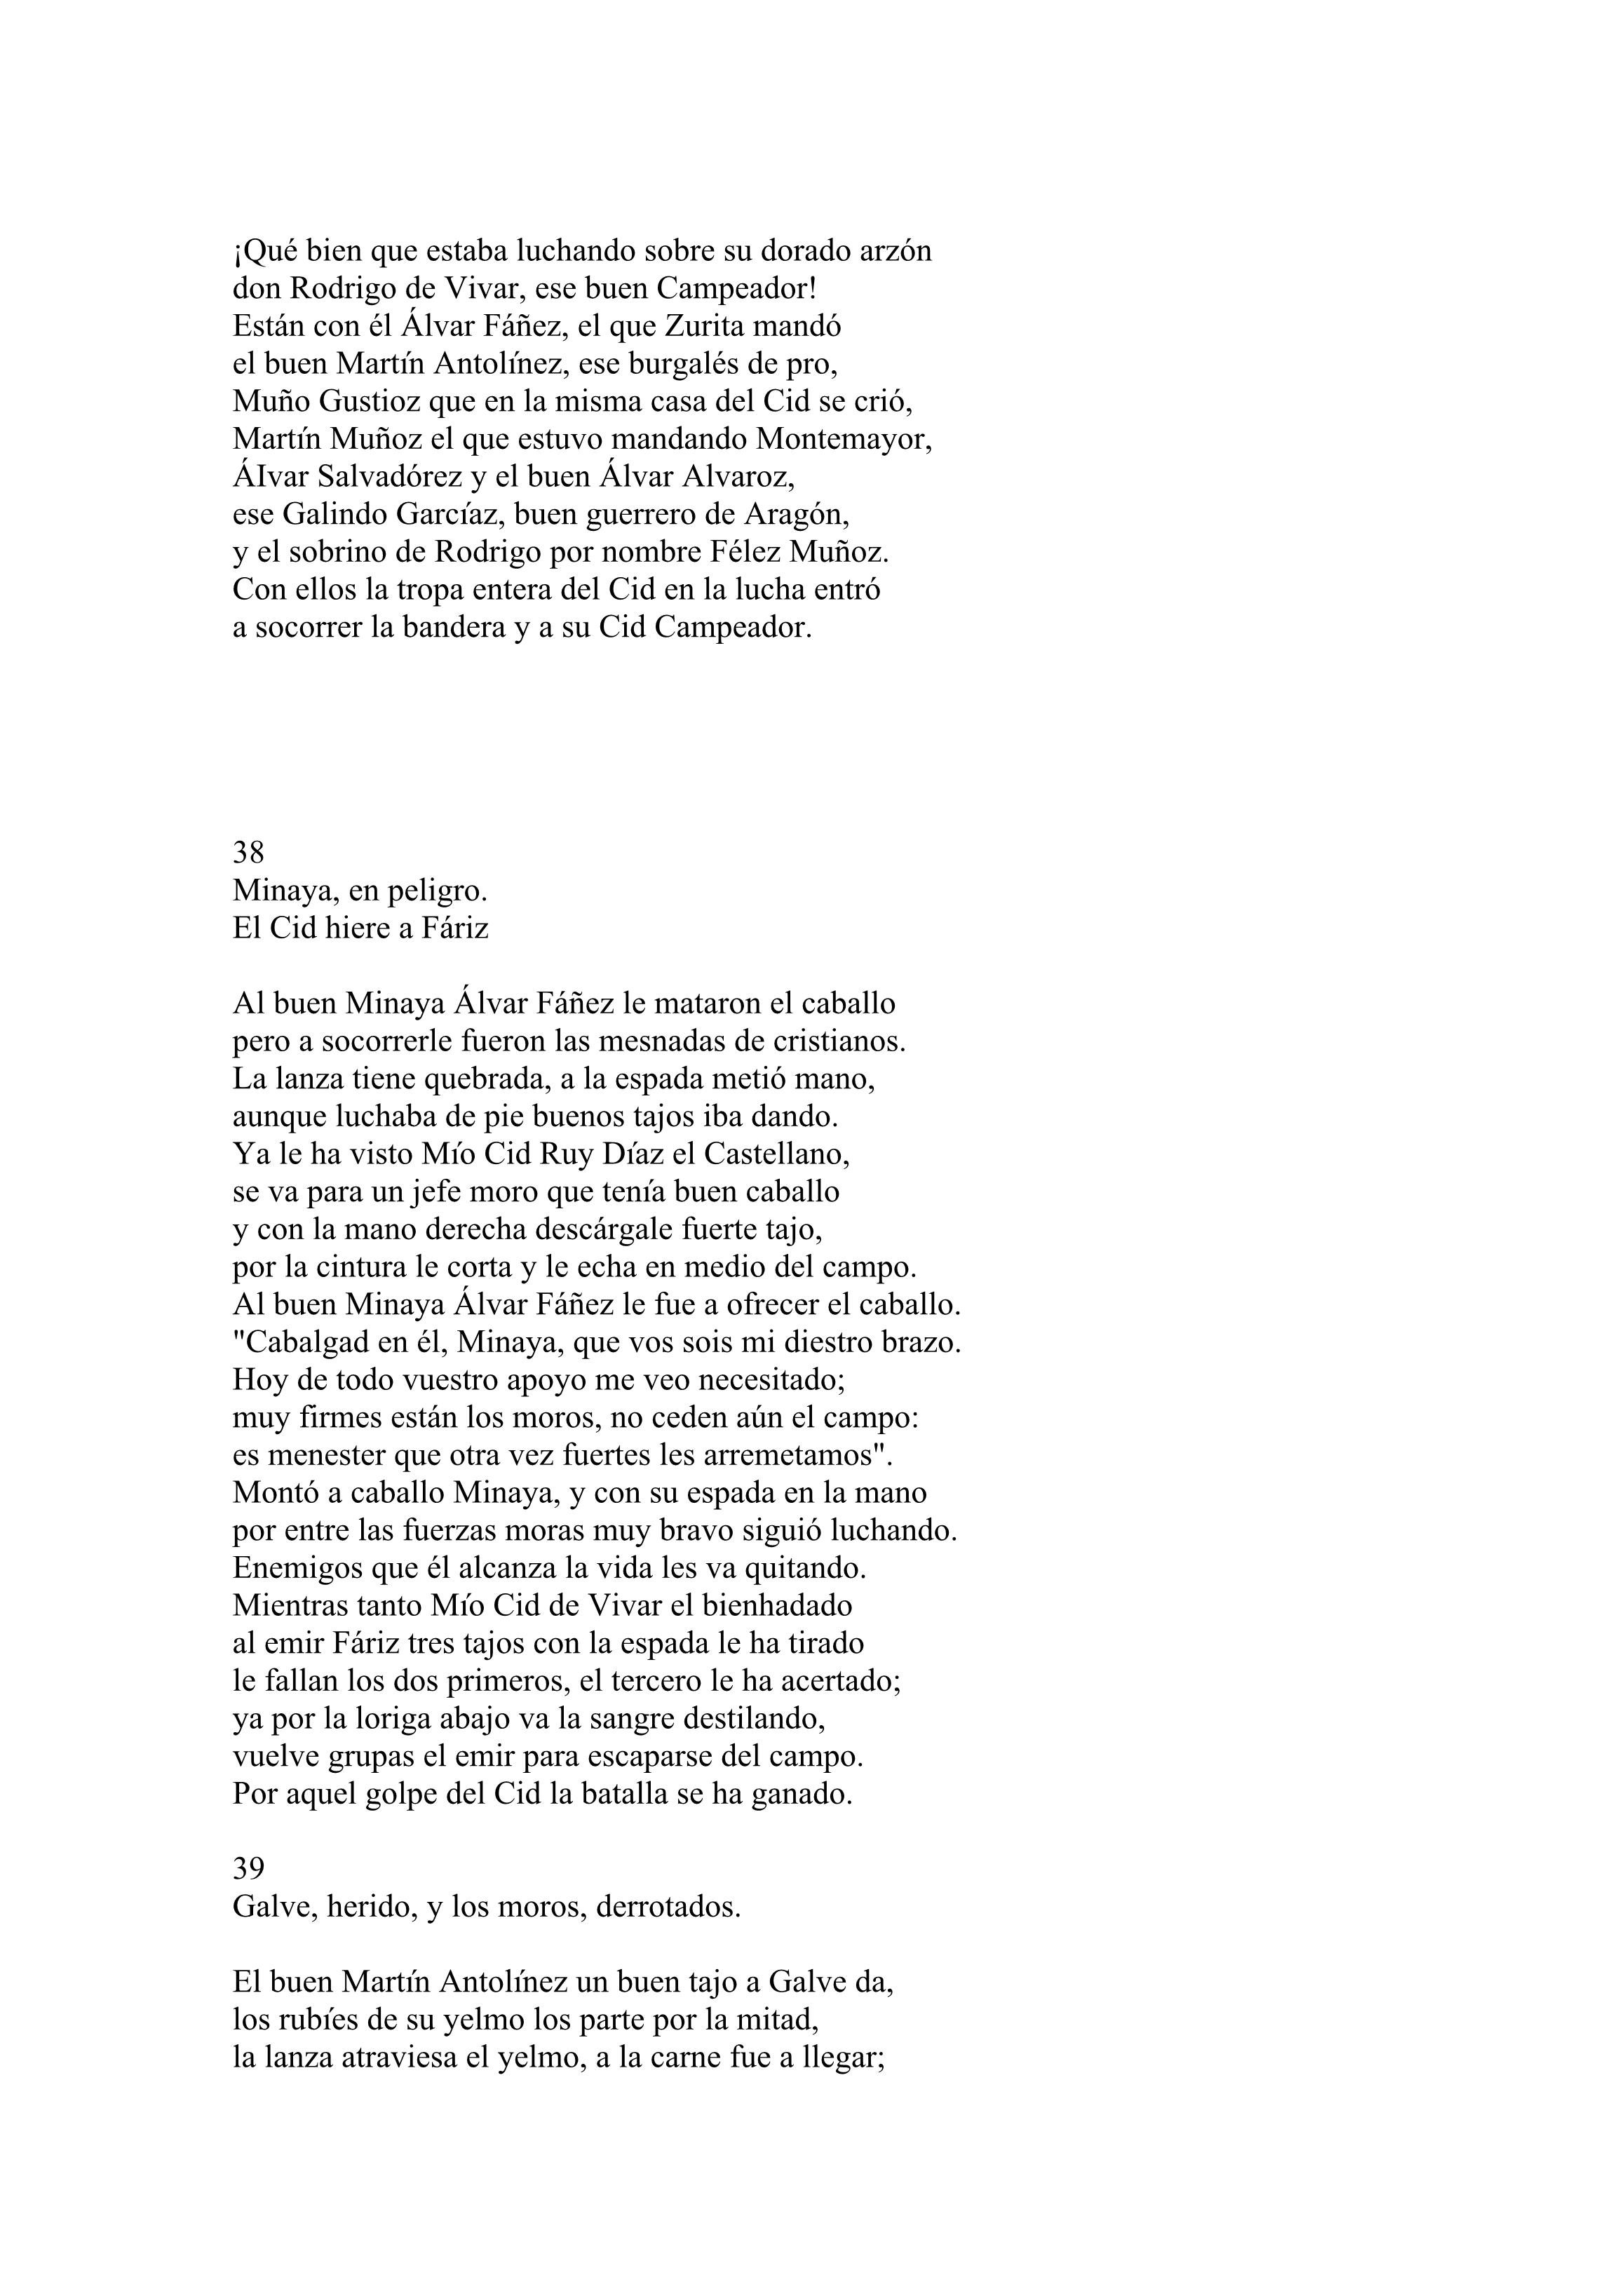 ¡Qué bien que estaba luchando sobre su dorado arzón
don Rodrigo de Vivar, ese buen Campeador!
Están con él Álvar Fáñez, el que Zurita mandó
el buen Martín Antolínez, ese burgalés de pro,
Muño Gustioz que en la misma casa del Cid se crió,
Martín Muñoz el que estuvo mandando Montemayor,
ÁIvar Salvadórez y el buen Álvar Alvaroz,
ese Galindo Garcíaz, buen guerrero de Aragón,
y el sobrino de Rodrigo por nombre Félez Muñoz.
Con ellos la tropa entera del Cid en la lucha entró
a socorrer la bandera y a su Cid Campeador.
38
Minaya, en peligro.
El Cid hiere a Fáriz
Al buen Minaya Álvar Fáñez le mataron el caballo
pero a socorrerle fueron las mesnadas de cristianos.
La lanza tiene quebrada, a la espada metió mano,
aunque luchaba de pie buenos tajos iba dando.
Ya le ha visto Mío Cid Ruy Díaz el Castellano,
se va para un jefe moro que tenía buen caballo
y con la mano derecha descárgale fuerte tajo,
por la cintura le corta y le echa en medio del campo.
Al buen Minaya Álvar Fáñez le fue a ofrecer el caballo.
"Cabalgad en él, Minaya, que vos sois mi diestro brazo.
Hoy de todo vuestro apoyo me veo necesitado;
muy firmes están los moros, no ceden aún el campo:
es menester que otra vez fuertes les arremetamos".
Montó a caballo Minaya, y con su espada en la mano
por entre las fuerzas moras muy bravo siguió luchando.
Enemigos que él alcanza la vida les va quitando.
Mientras tanto Mío Cid de Vivar el bienhadado
al emir Fáriz tres tajos con la espada le ha tirado
le fallan los dos primeros, el tercero le ha acertado;
ya por la loriga abajo va la sangre destilando,
vuelve grupas el emir para escaparse del campo.
Por aquel golpe del Cid la batalla se ha ganado.
39
Galve, herido, y los moros, derrotados.
El buen Martín Antolínez un buen tajo a Galve da,
los rubíes de su yelmo los parte por la mitad,
la lanza atraviesa el yelmo, a la carne fue a llegar;